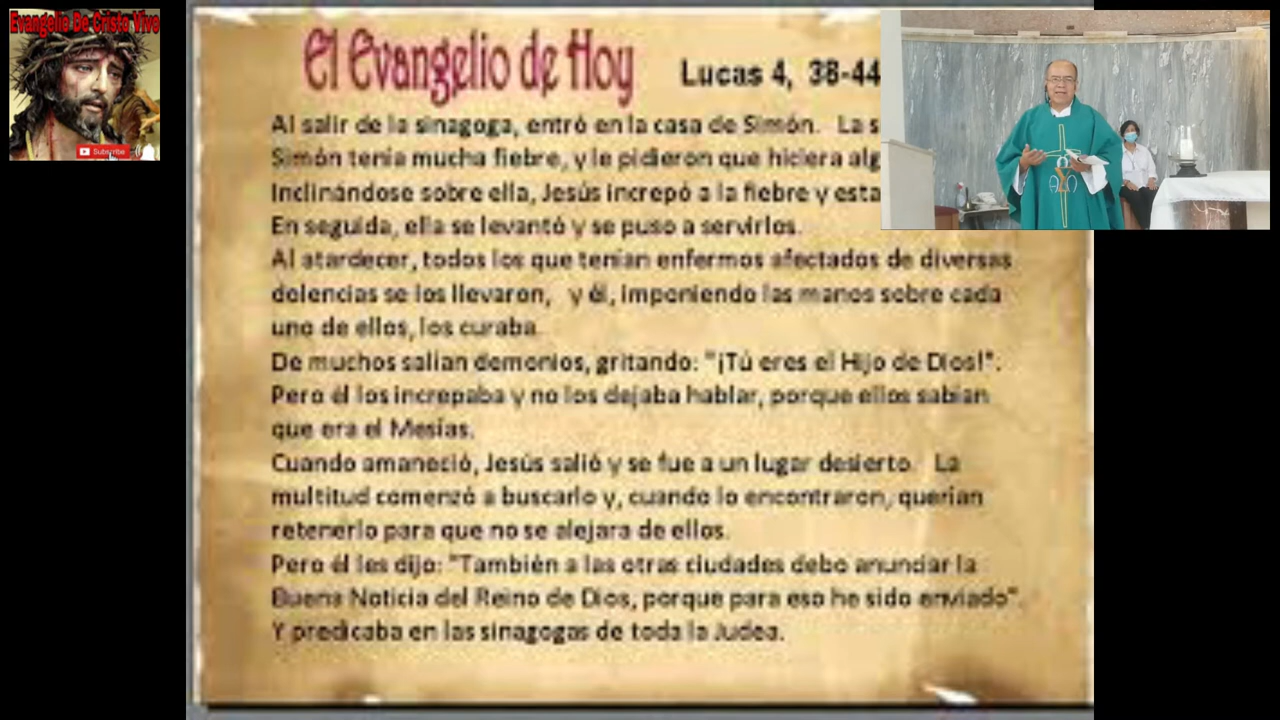 Evangelio De Cristo Vivo
Subscribe
El Evangelio de Hoy
Lucas 4, 38-44
Al salir de la sinagoga, entró en la casa de Simón. La s
Simón tenía mucha fiebre, y le pidieron que hiciera alg
Inclinándose sobre ella, Jesús increpó a la fiebre y esta
En seguida, ella se levantó y se puso a servirlos.
Al atardecer, todos los que tenían enfermos afectados de diversas
dolencias se los llevaron, y él, imponiendo las manos sobre cada
uno de ellos, los curaba.
De muchos salían demonios, gritando: "¡Tú eres el Hijo de Dios!".
Pero él los increpaba y no los dejaba hablar, porque ellos sabían
que era el Mesías.
Cuando amaneció, Jesús salió y se fue a un lugar desierto. La
multitud comenzó a buscarlo y, cuando lo encontraron, querían
retenerlo para que no se alejara de ellos.
Pero él les dijo: "También a las otras ciudades debo anunciar la
Buena Noticia del Reino de Dios, porque para eso he sido enviado".
Y predicaba en las sinagogas de toda la Judea.